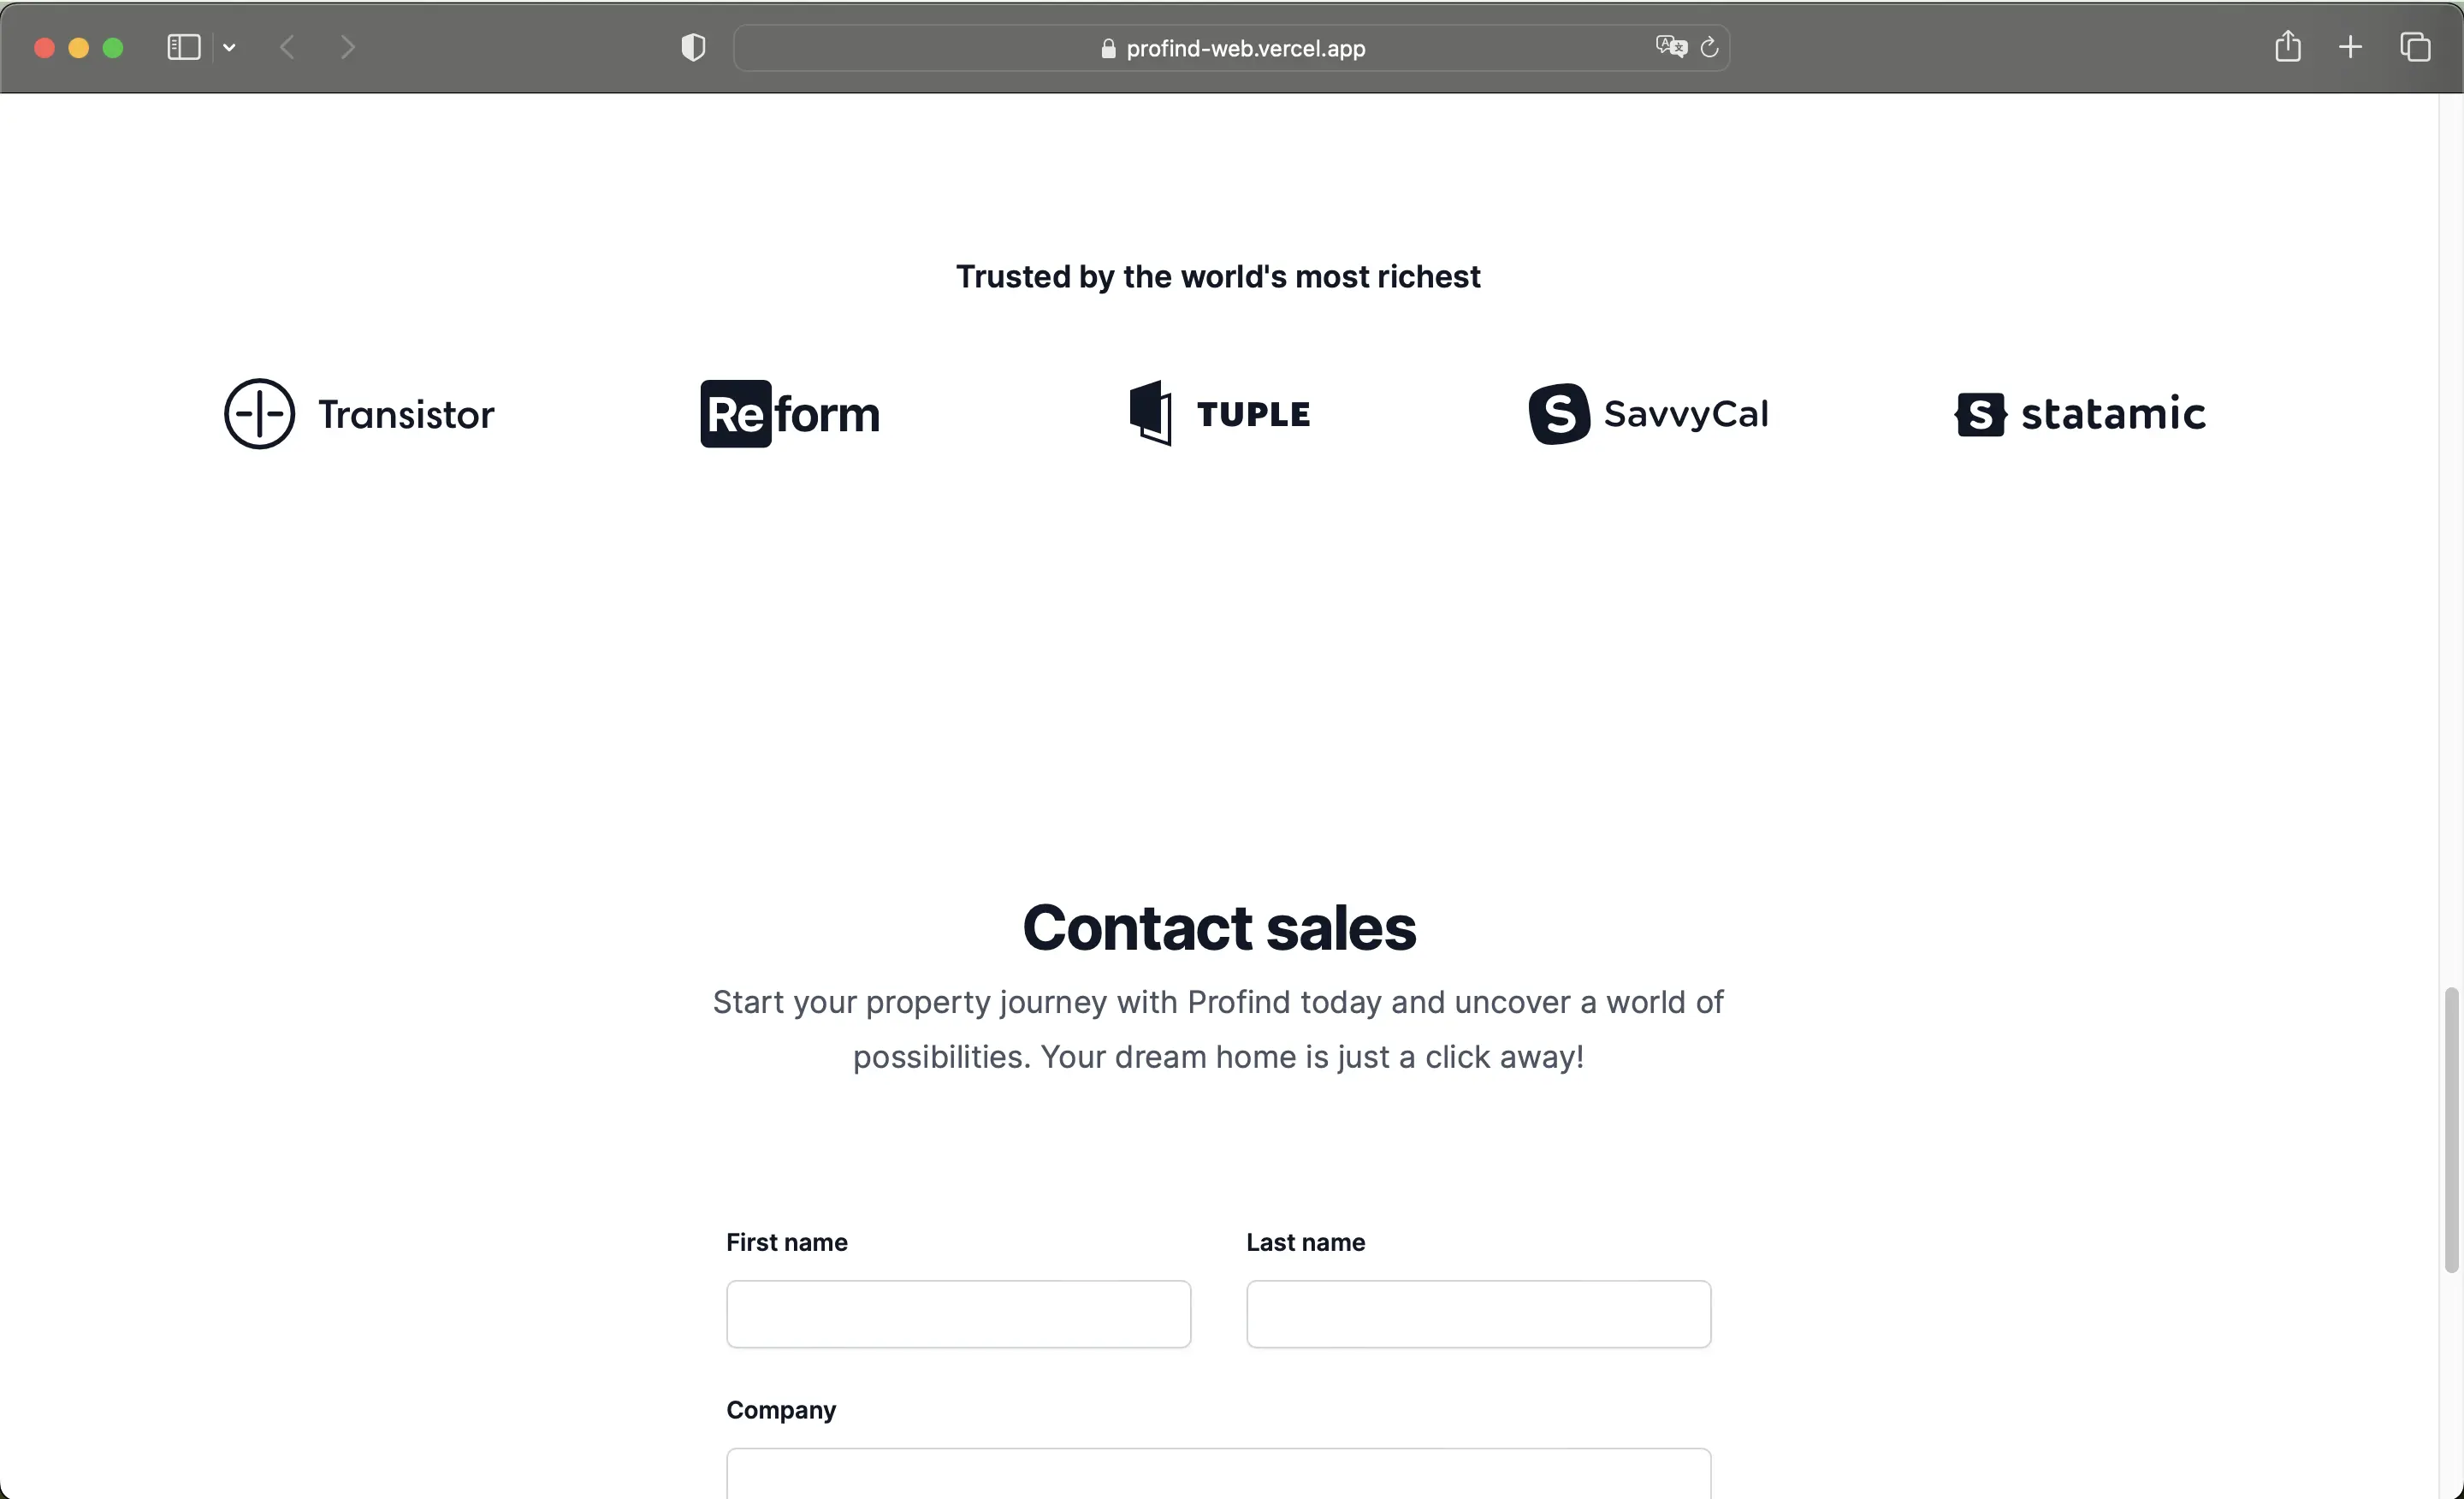 profind-web.vercel.app
Trusted by the world's most richest
Transistor
Reform
TUPLE
SavvyCal
statamic
Contact sales
Start your property journey with Profind today and uncover a world of
possibilities. Your dream home is just a click away!
First name
Last name
Company